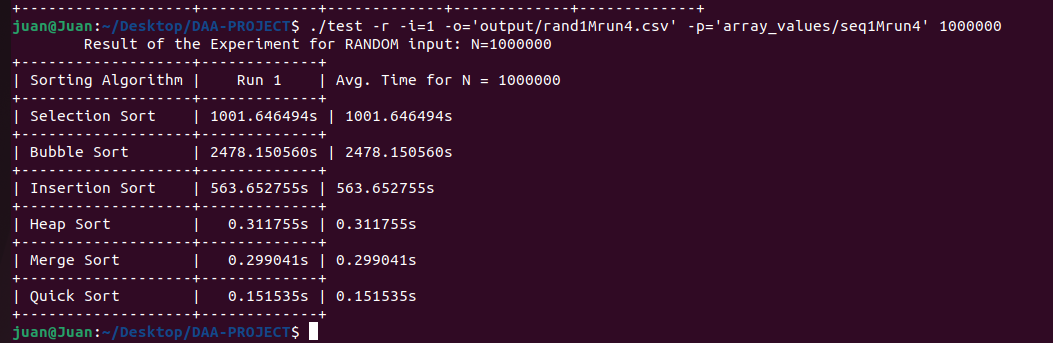 +-------------------+-------------+-------------+-------------+-------------+
juan@Juan:~/Desktop/DAA-PROJECT$ ./test -r -i=1 -o='output/rand1Mrun4.csv' -p='array_values/seq1Mrun4' 1000000
        Result of the Experiment for RANDOM input: N=1000000
+-------------------+-------------+
| Sorting Algorithm |    Run 1    | Avg. Time for N = 1000000
+-------------------+-------------+
| Selection Sort    | 1001.646494s | 1001.646494s
+-------------------+-------------+
| Bubble Sort       | 2478.150560s | 2478.150560s
+-------------------+-------------+
| Insertion Sort    | 563.652755s | 563.652755s
+-------------------+-------------+
| Heap Sort         |   0.311755s | 0.311755s
+-------------------+-------------+
| Merge Sort        |   0.299041s | 0.299041s
+-------------------+-------------+
| Quick Sort        |   0.151535s | 0.151535s
+-------------------+-------------+
juan@Juan:~/Desktop/DAA-PROJECT$